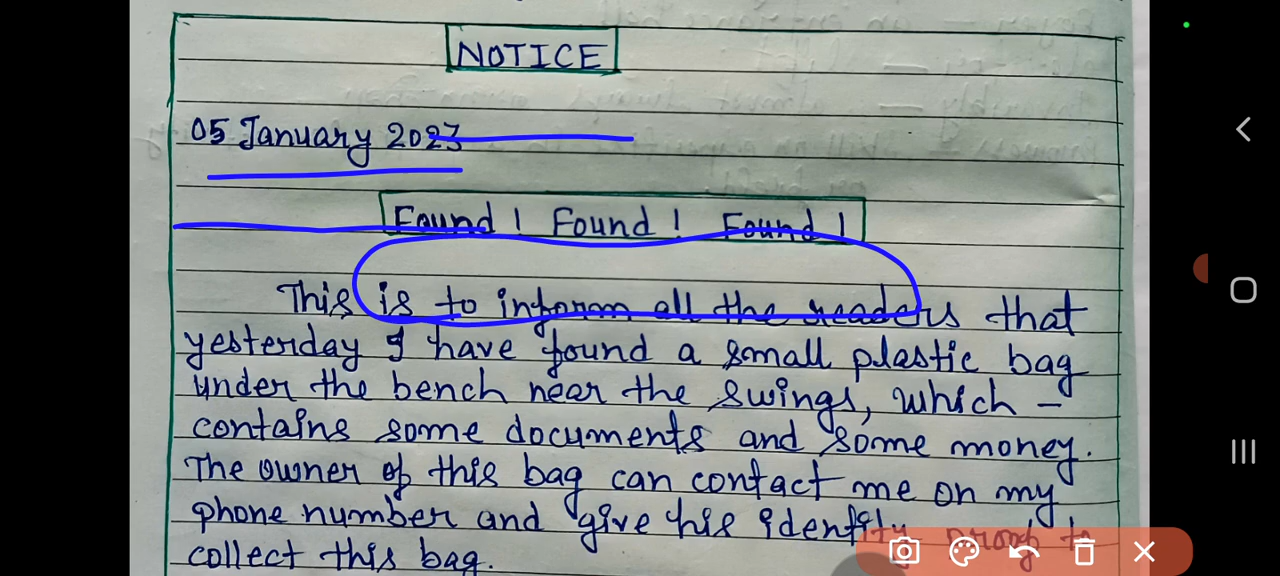 NOTICE
05 January 2023
Found! Found! Found!
This is to inform all the readers that
yesterday I have found a small plastic bag
under the bench near the swings, which -
contains some documents and some money.
The owner of this bag can contact me on my
phone number and give his identity proof to
collect this bag.